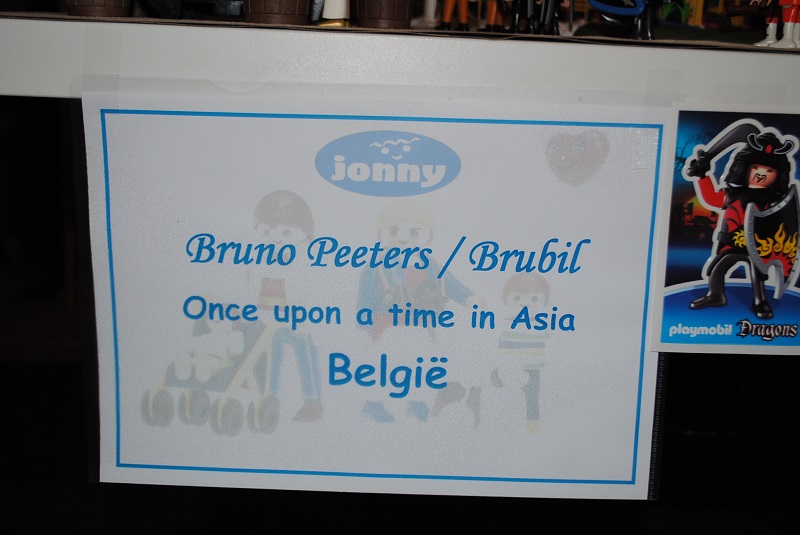 jonny
Bruno Peeters / Brubil
Once upon a time in Asia
België
playmobil Dragons